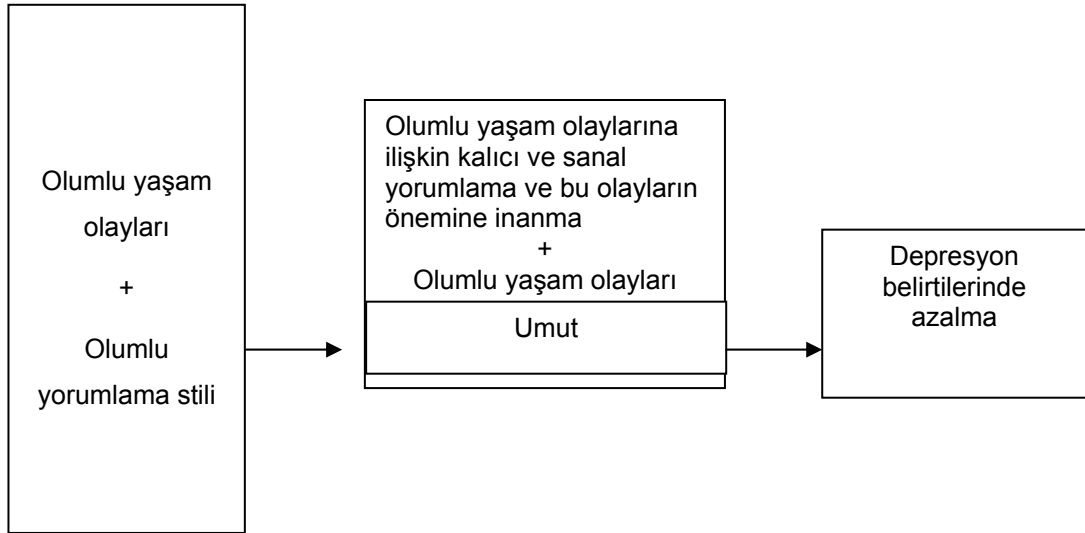 Olumlu yaşam
olayları
+
Olumlu
yorumlama stili
Olumlu yaşam olaylarına
ilişkin kalıcı ve sanal
yorumlama ve bu olayların
önemine inanma
+
Olumlu yaşam olayları
Umut
Depresyon
belirtilerinde
azalma